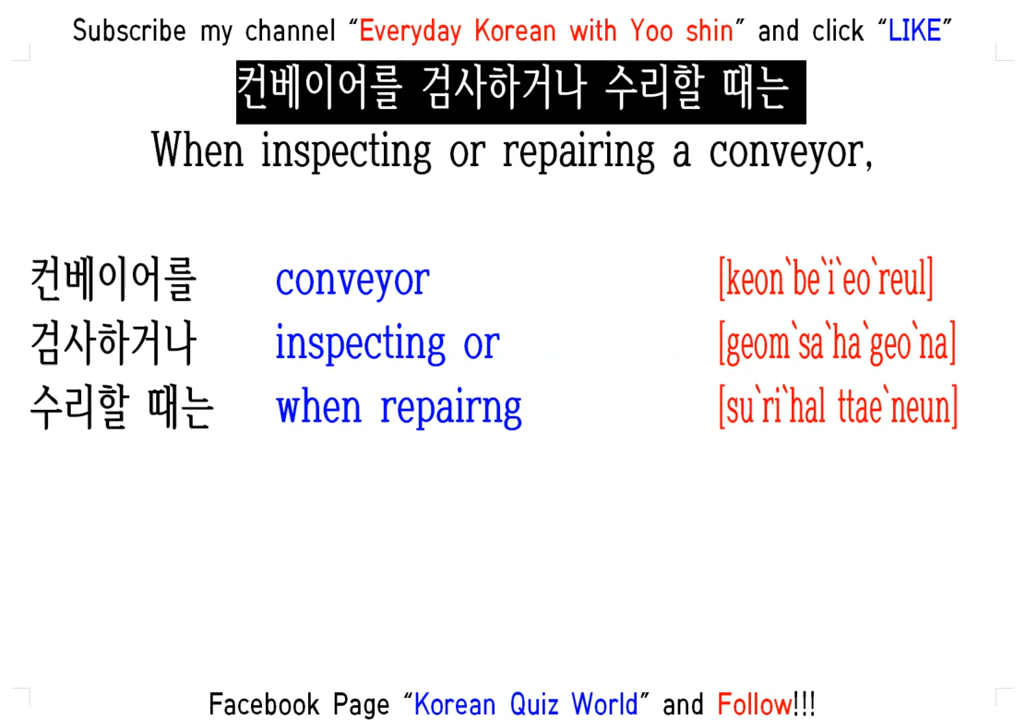 Subscribe my channel “Everyday Korean with Yoo shin” and click “LIKE”
컨베이어를 검사하거나 수리할 때는
When inspecting or repairing a conveyor,
컨베이어를 conveyor [keon`be`i`eo`reul]
검사하거나 inspecting or [geom`sa`ha`geo`na]
수리할 때는 when repairng [su`ri`hal ttae`neun]
Facebook Page “Korean Quiz World” and Follow!!!